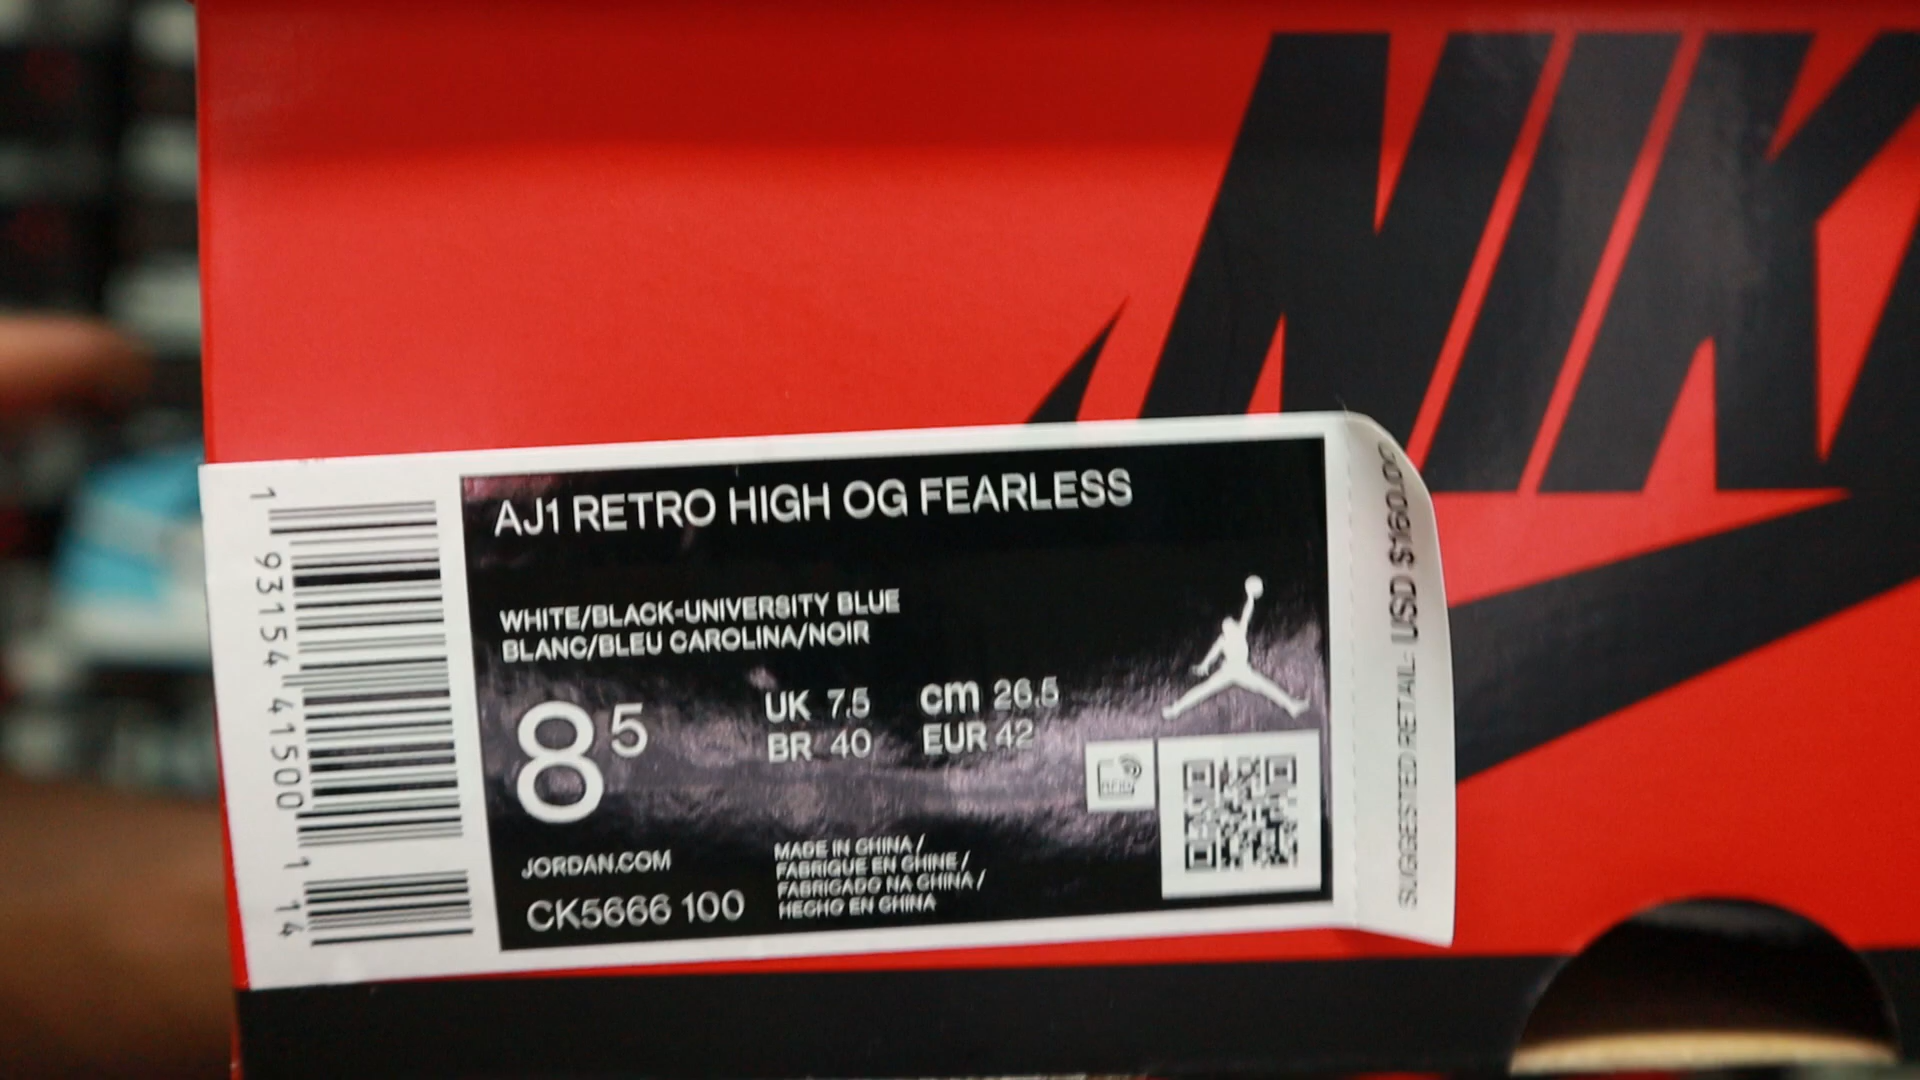 NIK
AJ1 RETRO HIGH OG FEARLESS
WHITE/BLACK-UNIVERSITY BLUE
BLANC/BLEU CAROLINA/NOIR
8 5
UK 7.5 cm 26.5
BR 40 EUR 42
JORDAN.COM
CK5666 100
MADE IN CHINA /
FABRIQUE EN CHINE /
FABRICADO NA CHINA /
HECHO EN CHINA
RFID
1 93154 41500 1 14
SUGGESTED RETAIL: USD $160.00